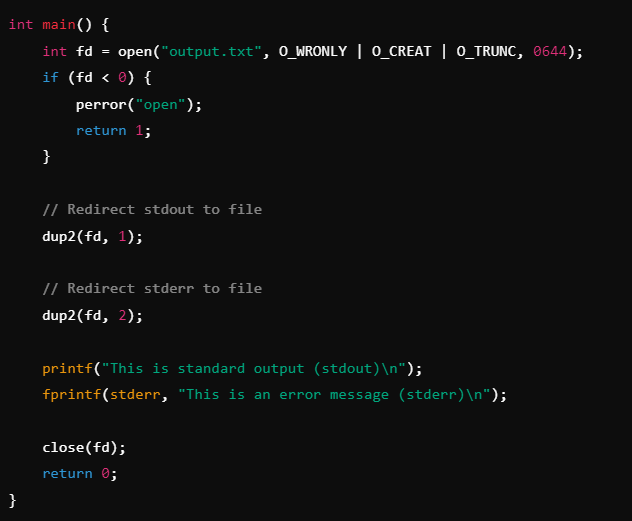 int main() {
    int fd = open("output.txt", O_WRONLY | O_CREAT | O_TRUNC, 0644);
    if (fd < 0) {
        perror("open");
        return 1;
    }

    // Redirect stdout to file
    dup2(fd, 1);

    // Redirect stderr to file
    dup2(fd, 2);

    printf("This is standard output (stdout)\n");
    fprintf(stderr, "This is an error message (stderr)\n");

    close(fd);
    return 0;
}